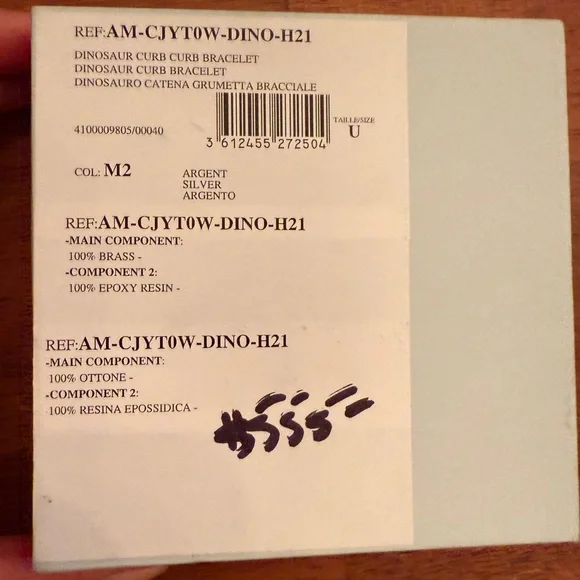 REF:AM-CJYT0W-DINO-H21
DINOSAUR CURB CURB BRACELET
DINOSAUR CURB BRACELET
DINOSAURO CATENA GRUMETTA BRACCIALE
TAILLE/SIZE
U
4100009805/00040
3 612455 272504
COL: M2
ARGENT
SILVER
ARGENTO
REF:AM-CJYT0W-DINO-H21
-MAIN COMPONENT:
100% BRASS -
-COMPONENT 2:
100% EPOXY RESIN -
REF:AM-CJYT0W-DINO-H21
-MAIN COMPONENT:
100% OTTONE -
-COMPONENT 2:
100% RESINA EPOSSIDICA -
$555-